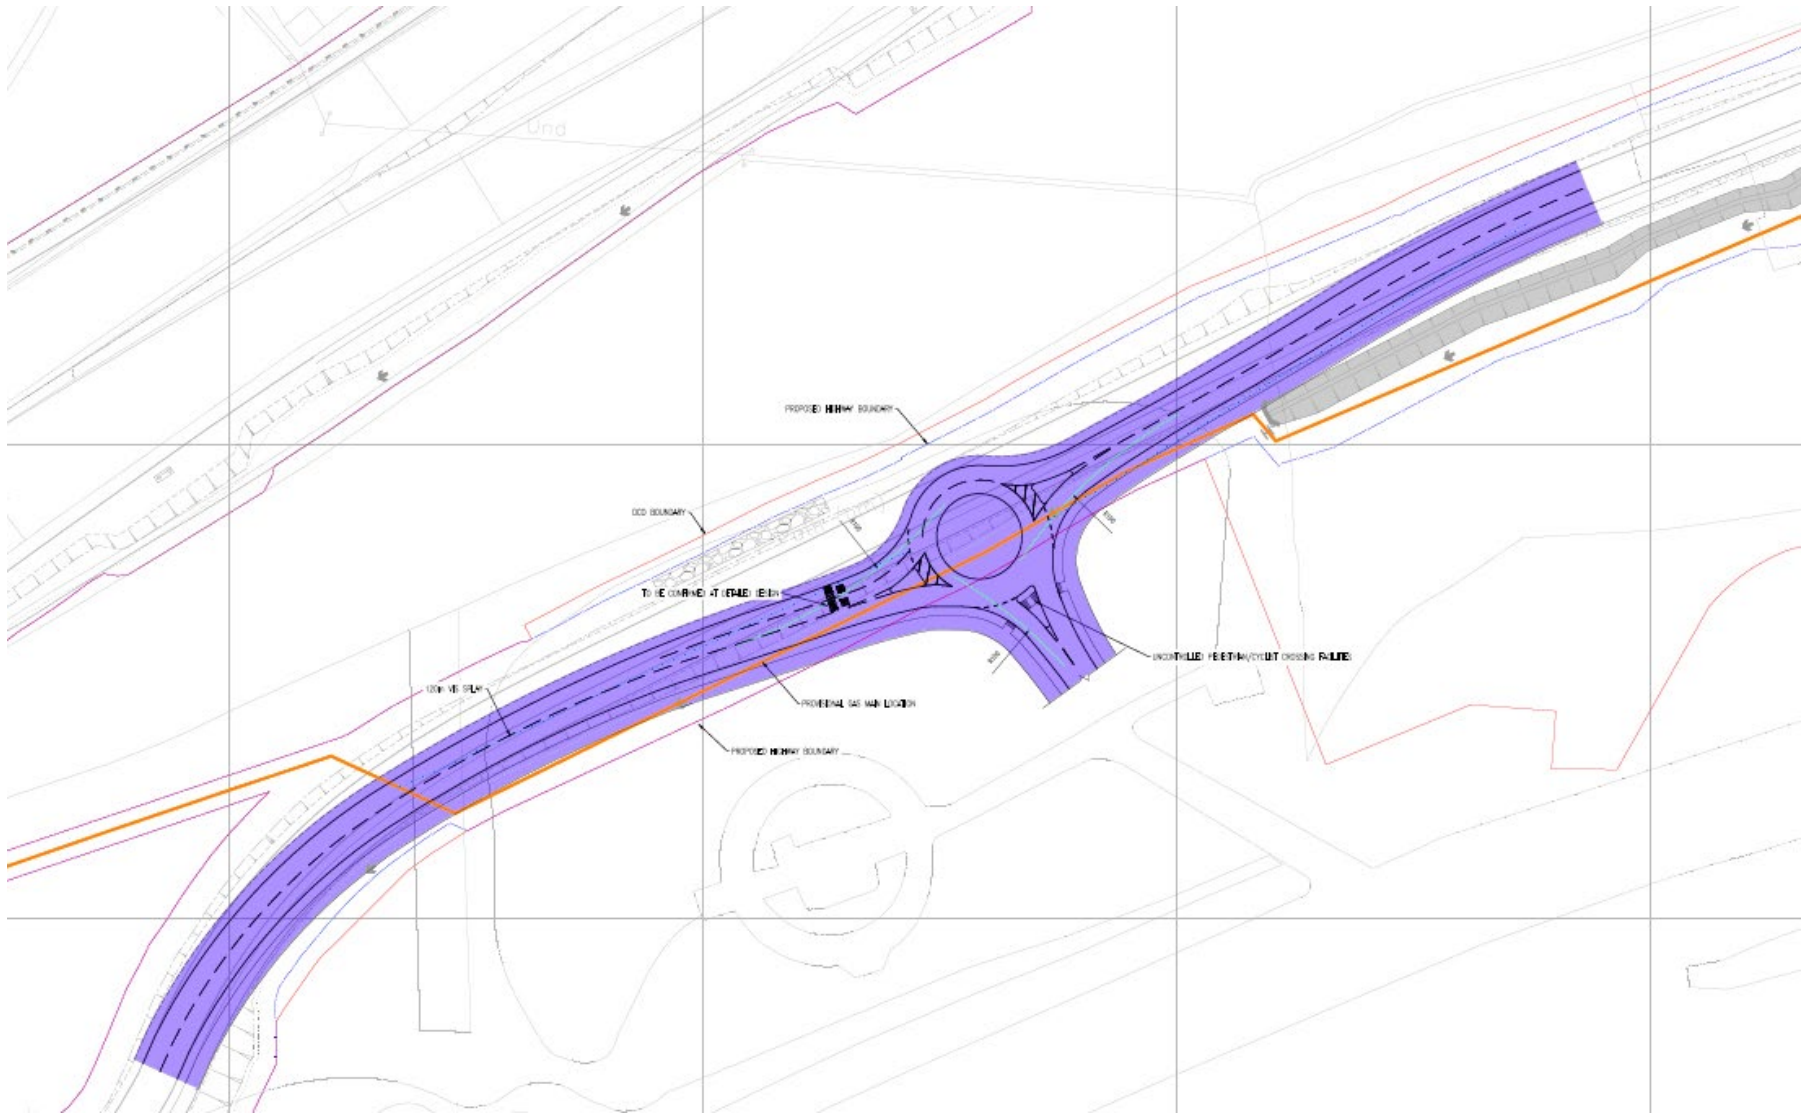 Und
PROPOSED HIGHWAY BOUNDARY
DCO BOUNDARY
TO BE CONFIRMED AT DETAILED DESIGN
UNCONTROLLED PEDESTRIAN/CYCLIST CROSSING FACILITIES
120m VIS SPLAY
PROVISIONAL GAS MAIN LOCATION
PROPOSED HIGHWAY BOUNDARY